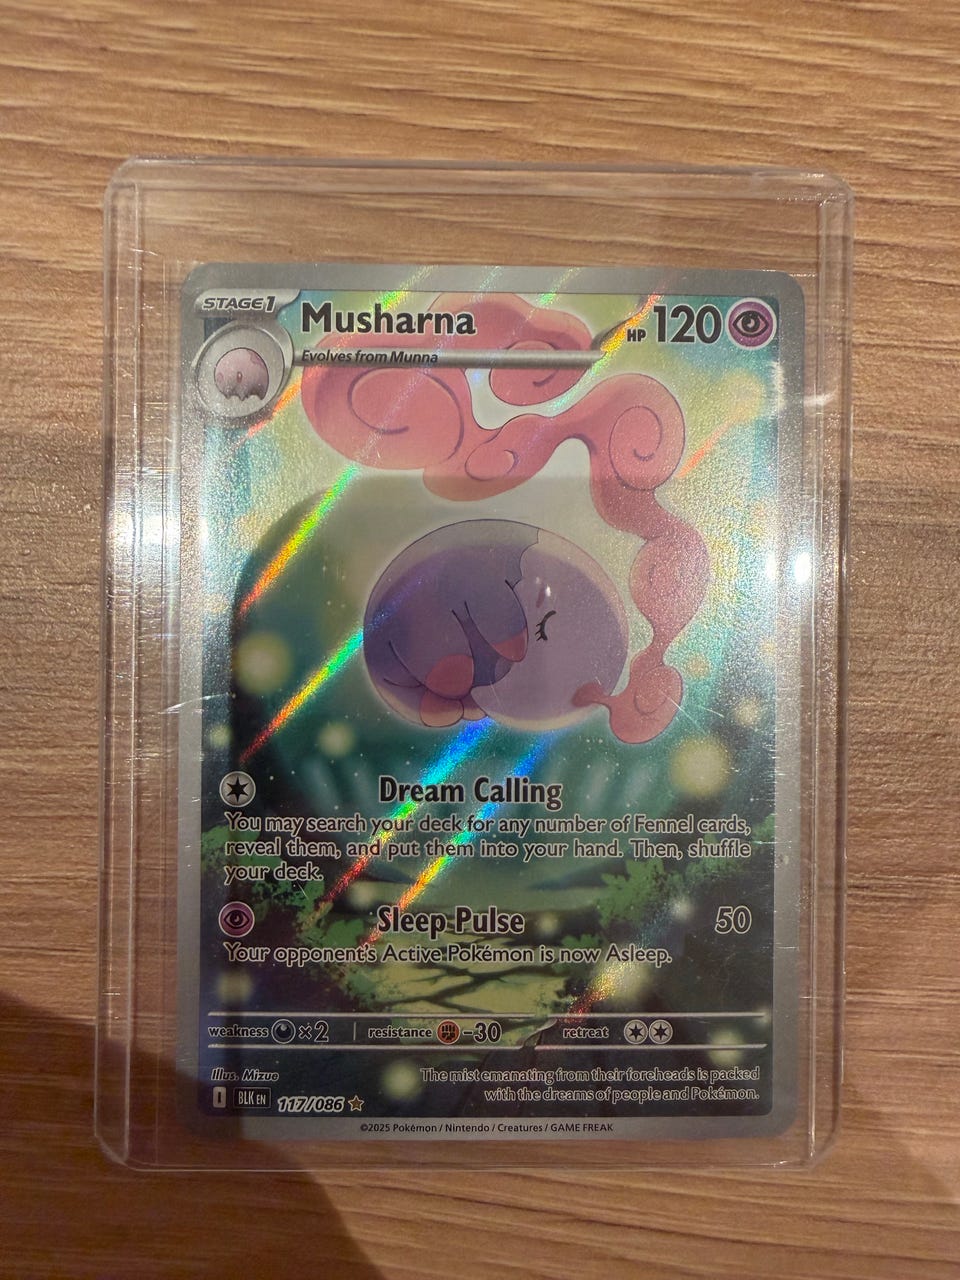 STAGE 1 Musharna HP 120
Evolves from Munna
Dream Calling
You may search your deck for any number of Fennel cards,
reveal them, and put them into your hand. Then, shuffle
your deck.
Sleep Pulse 50
Your opponent's Active Pokémon is now Asleep.
weakness ×2 resistance -30 retreat
Illus. Mizue
The mist emanating from their foreheads is packed
with the dreams of people and Pokémon.
I BLK EN 117/086
©2025 Pokémon / Nintendo / Creatures / GAME FREAK